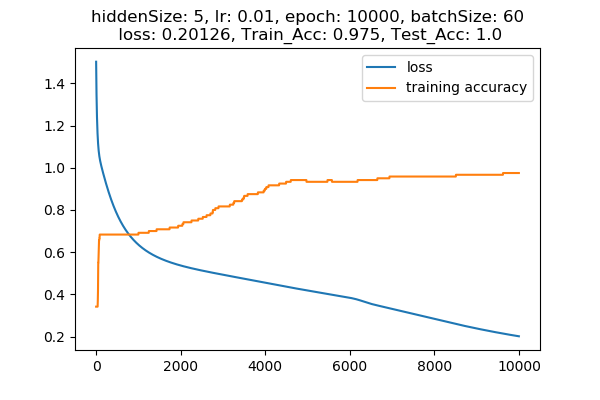 hiddenSize: 5, lr: 0.01, epoch: 10000, batchSize: 60
loss: 0.20126, Train_Acc: 0.975, Test_Acc: 1.0
loss
training accuracy
1.4
1.2
1.0
0.8
0.6
0.4
0.2
0 2000 4000 6000 8000 10000